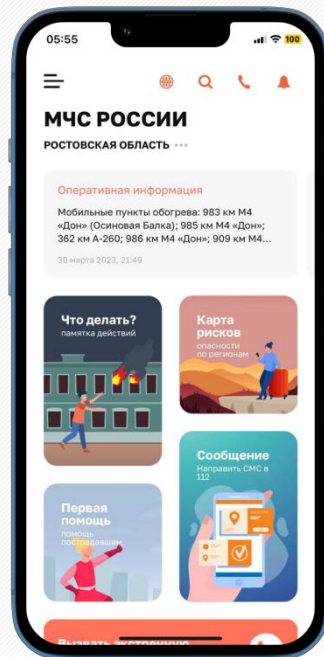 05:55
100
МЧС РОССИИ
РОСТОВСКАЯ ОБЛАСТЬ ...
Оперативная информация
Мобильные пункты обогрева: 983 км М4
«Дон» (Осиновая Балка); 985 км М4 «Дон»;
362 км А-260; 986 км М4 «Дон»; 909 км М4...
30 марта 2023, 21:49
Что делать?
памятка действий
Карта
рисков
опасности
по регионам
Сообщение
Направить СМС в
112
Первая
помощь
помощь
пострадавшим
Вызвать экстренную